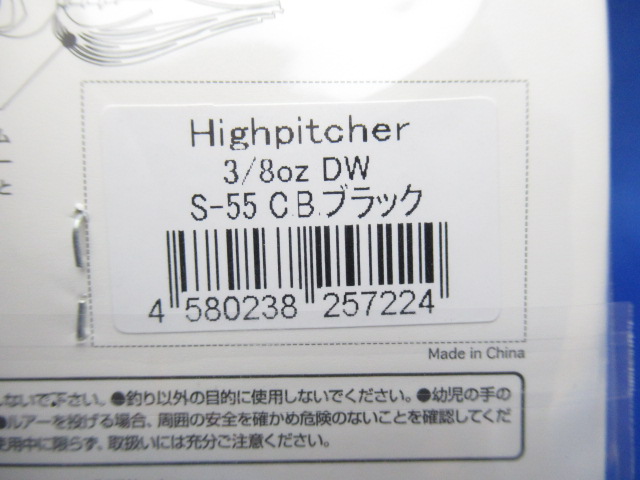 Highpitcher
3/8oz DW
S-55 C.B.ブラック
4 580238 257224
Made in China
ないで下さい。●釣り以外の目的に使用しないでください。●幼児の手の
●ルアーを投げる場合、周囲の安全を確かめ危険のないことを確認してくだ
使用中に限らず、取扱いには充分ご注意ください。